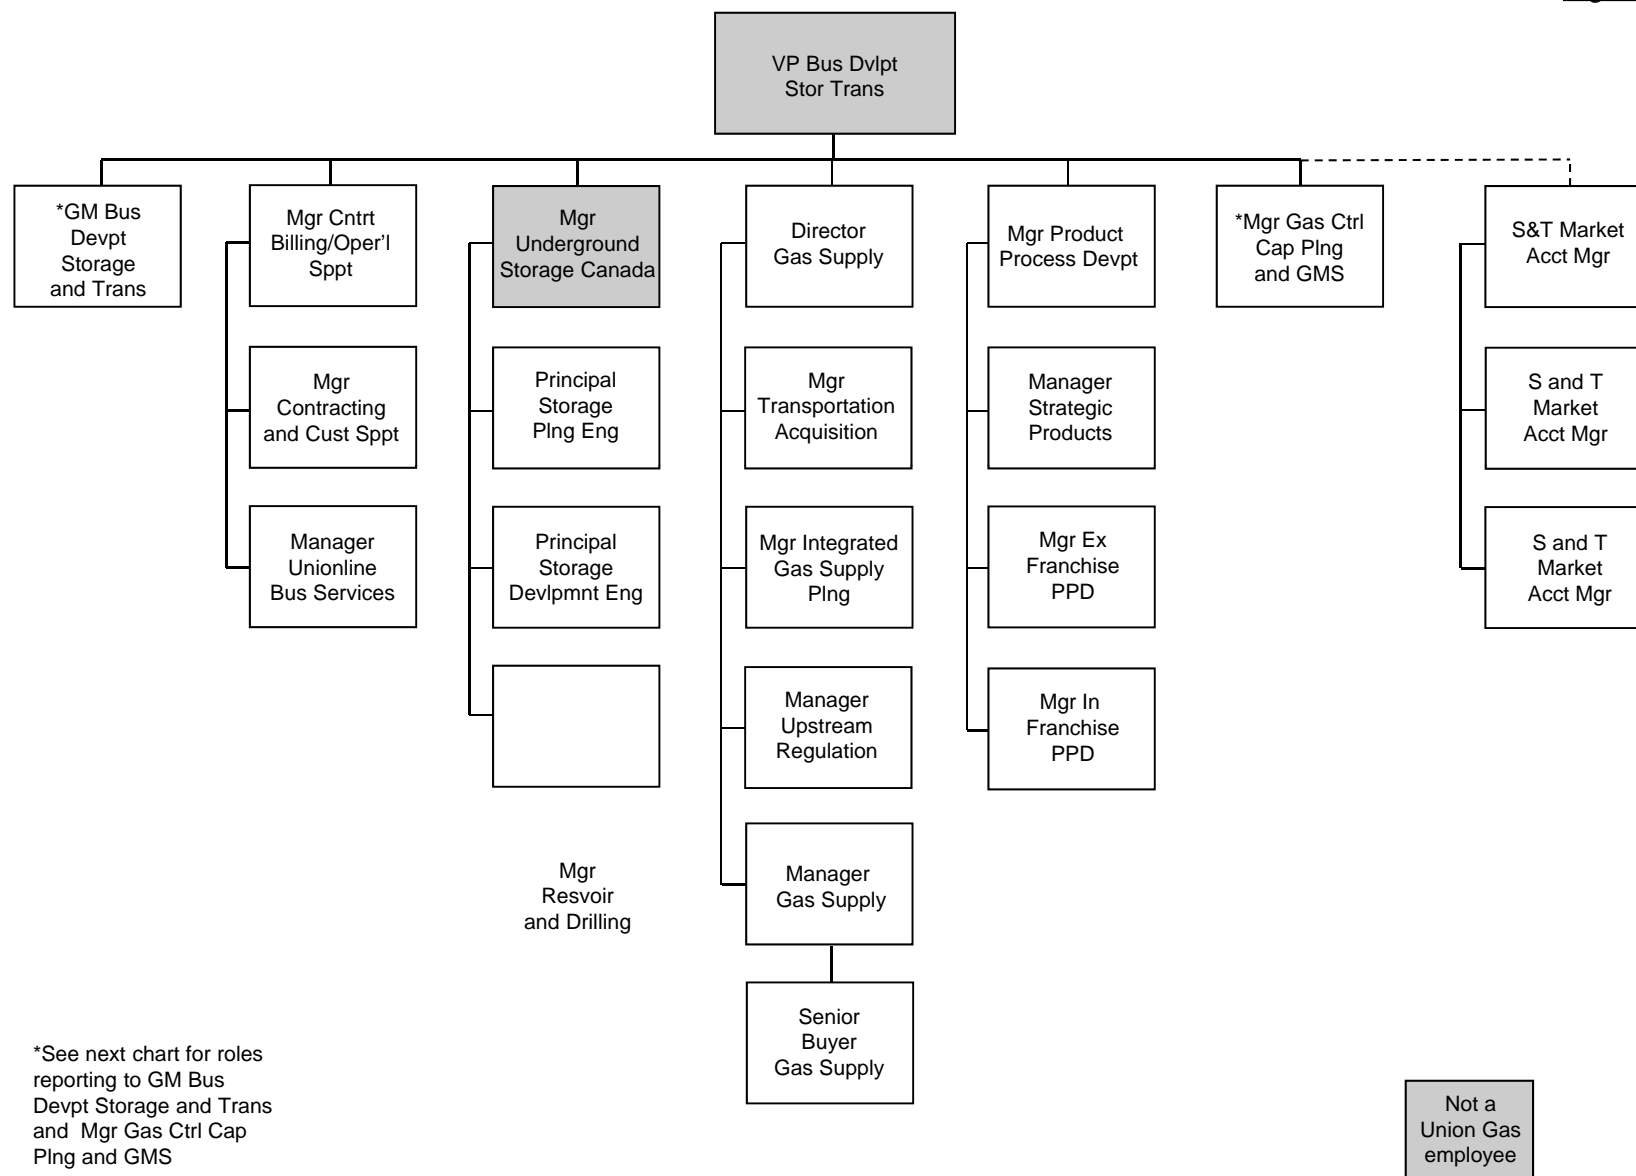 VP Bus Dvlpt
Stor Trans
*GM Bus
Devpt
Storage
and Trans
Mgr Cntrt
Billing/Oper'l
Sppt
Mgr
Underground
Storage Canada
Director
Gas Supply
Mgr Product
Process Devpt
*Mgr Gas Ctrl
Cap Plng
and GMS
S&T Market
Acct Mgr
Mgr
Contracting
and Cust Sppt
Principal
Storage
Plng Eng
Mgr
Transportation
Acquisition
Manager
Strategic
Products
S and T
Market
Acct Mgr
Manager
Unionline
Bus Services
Principal
Storage
Devlpmnt Eng
Mgr Integrated
Gas Supply
Plng
Mgr Ex
Franchise
PPD
S and T
Market
Acct Mgr
Manager
Upstream
Regulation
Mgr In
Franchise
PPD
Mgr
Resvoir
and Drilling
Manager
Gas Supply
Senior
Buyer
Gas Supply
*See next chart for roles
reporting to GM Bus
Devpt Storage and Trans
and Mgr Gas Ctrl Cap
Plng and GMS
Not a
Union Gas
employee